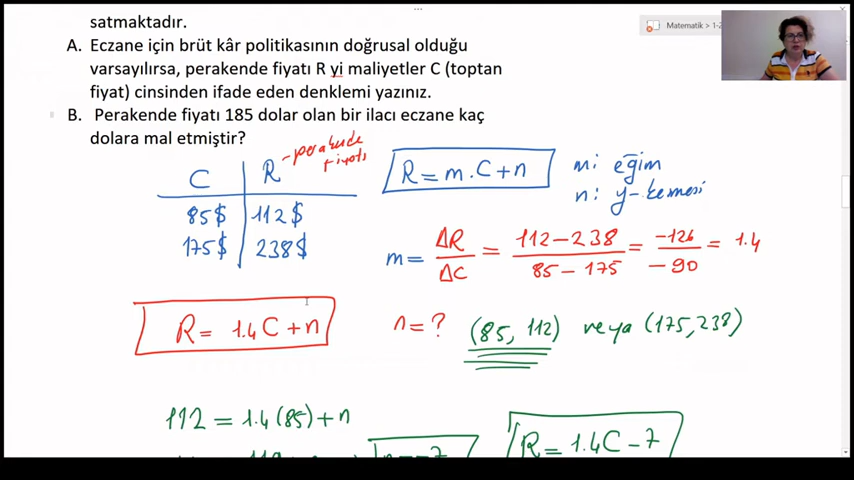 satmaktadır.
A. Eczane için brüt kâr politikasının doğrusal olduğu
varsayılırsa, perakende fiyatı R yi maliyetler C (toptan
fiyat) cinsinden ifade eden denklemi yazınız.
B. Perakende fiyatı 185 dolar olan bir ilacı eczane kaç
dolara mal etmiştir?
Matematik > 1-2
C R -perakende fiyatı
85$ 112$
175$ 238$
R = m.C+n
m: eğim
n: y-kesmesi
m = ΔR/ΔC = 112-238/85-175 = -126/-90 = 1.4
R = 1.4C+n
n=? (85, 112) veya (175,238)
112 = 1.4(85)+n
R = 1.4C-7